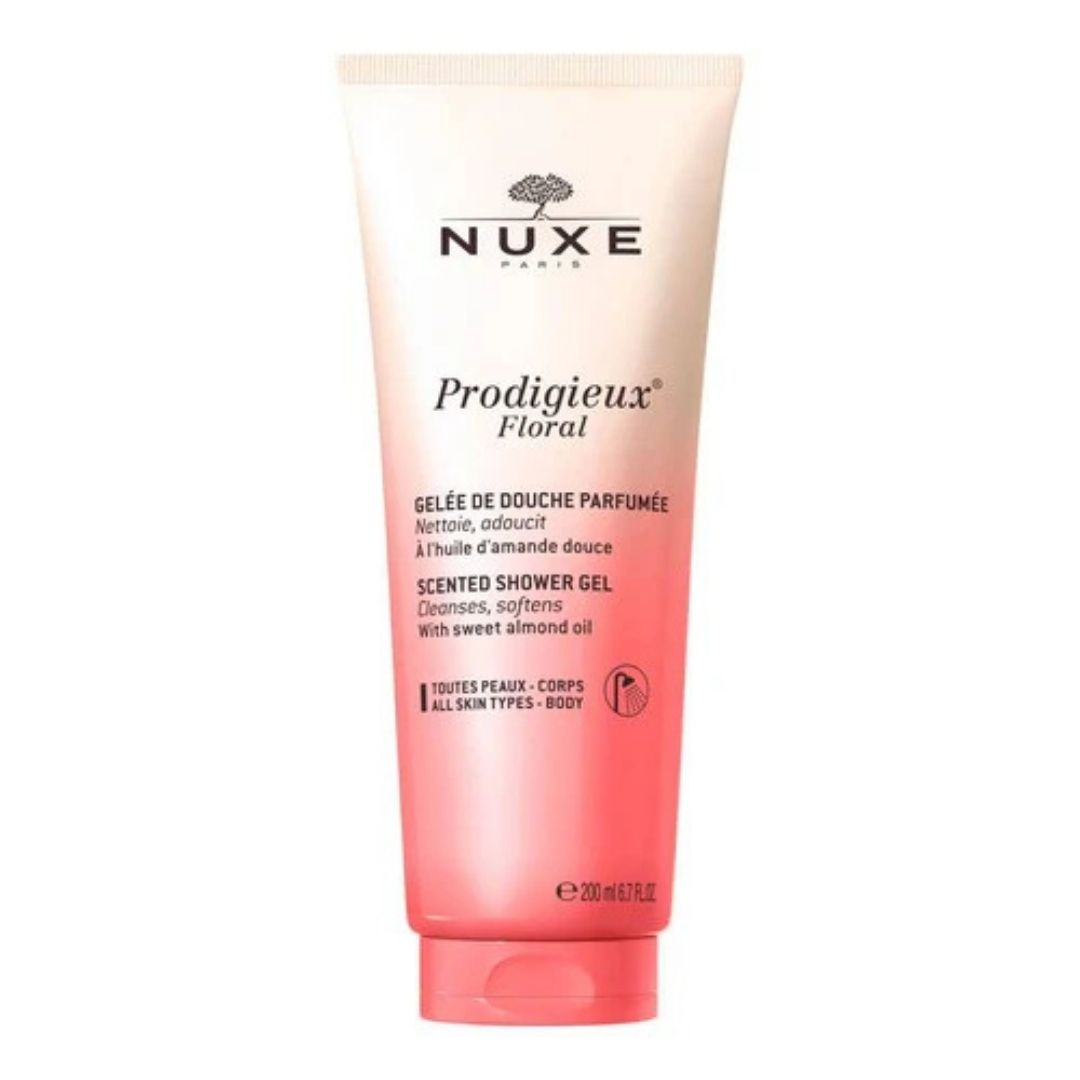 NUXE
PARIS
Prodigieux®
Floral
GELÉE DE DOUCHE PARFUMÉE
Nettoie, adoucit
À l'huile d'amande douce
SCENTED SHOWER GEL
Cleanses, softens
With sweet almond oil
TOUTES PEAUX - CORPS
ALL SKIN TYPES - BODY
℮ 200 ml 6.7 FL.OZ.